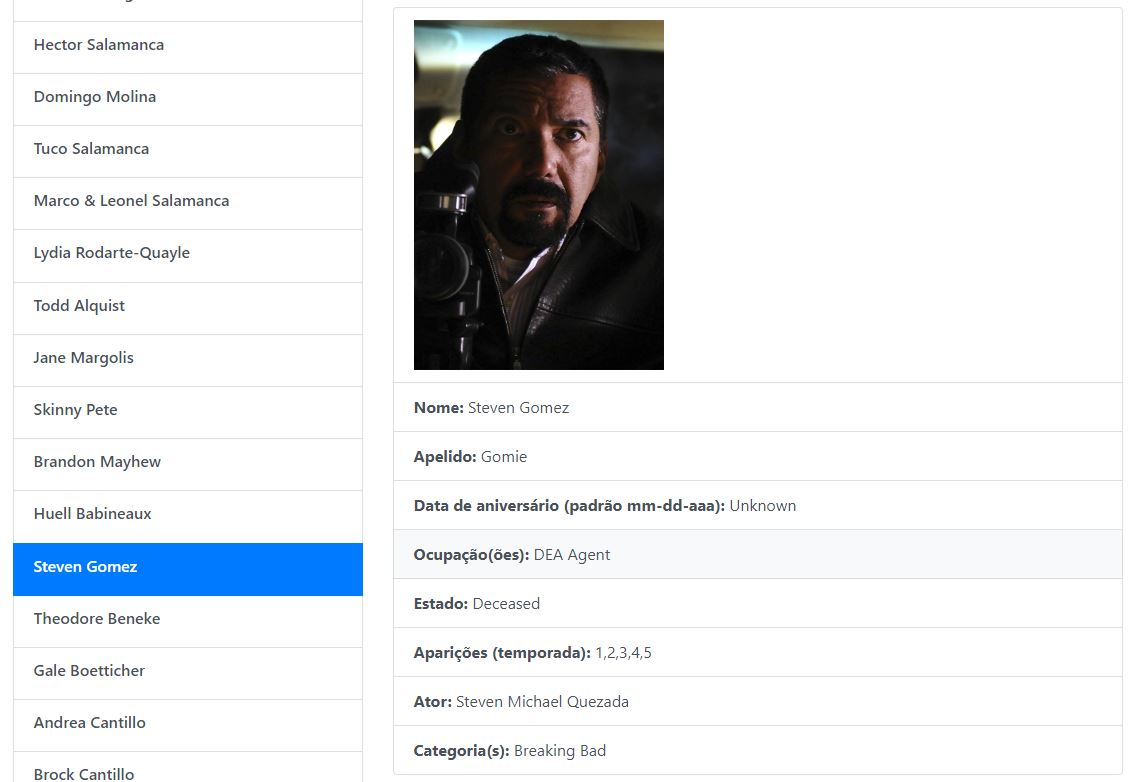 Hector Salamanca
Domingo Molina
Tuco Salamanca
Marco & Leonel Salamanca
Lydia Rodarte-Quayle
Todd Alquist
Jane Margolis
Skinny Pete
Brandon Mayhew
Huell Babineaux
Steven Gomez
Theodore Beneke
Gale Boetticher
Andrea Cantillo
Brock Cantillo
Nome: Steven Gomez
Apelido: Gomie
Data de aniversário (padrão mm-dd-aaa): Unknown
Ocupação(ões): DEA Agent
Estado: Deceased
Aparições (temporada): 1,2,3,4,5
Ator: Steven Michael Quezada
Categoria(s): Breaking Bad